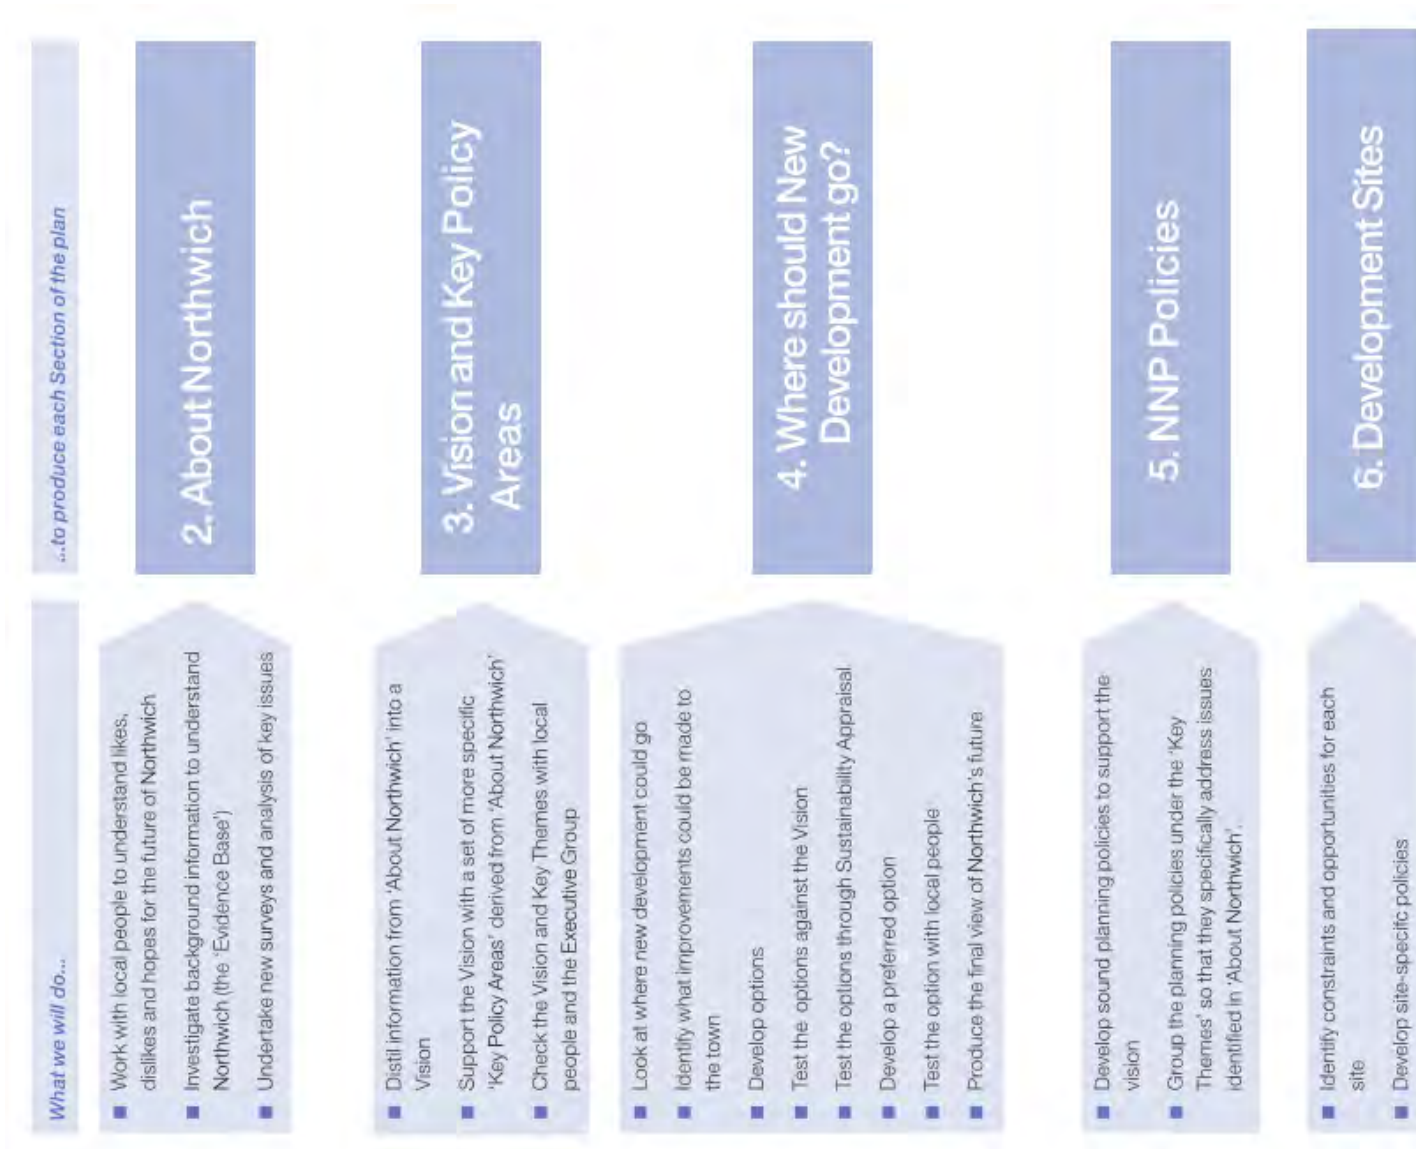 What we will do...
...to produce each Section of the plan
Work with local people to understand likes,
dislikes and hopes for the future of Northwich
Investigate background information to understand
Northwich (the 'Evidence Base')
Undertake new surveys and analysis of key issues
2. About Northwich
Distil information from 'About Northwich' into a
Vision
Support the Vision with a set of more specific
'Key Policy Areas' derived from 'About Northwich'
Check the Vision and Key Themes with local
people and the Executive Group
3. Vision and Key Policy
Areas
Look at where new development could go
Identify what improvements could be made to
the town
Develop options
Test the options against the Vision
Test the options through Sustainability Appraisal
Develop a preferred option
Test the option with local people
Produce the final view of Northwich's future
4. Where should New
Development go?
Develop sound planning policies to support the
vision
Group the planning policies under the 'Key
Themes' so that they specifically address issues
identified in 'About Northwich'.
5. NNP Policies
Identify constraints and opportunities for each
site
Develop site-specific policies
6. Development Sites